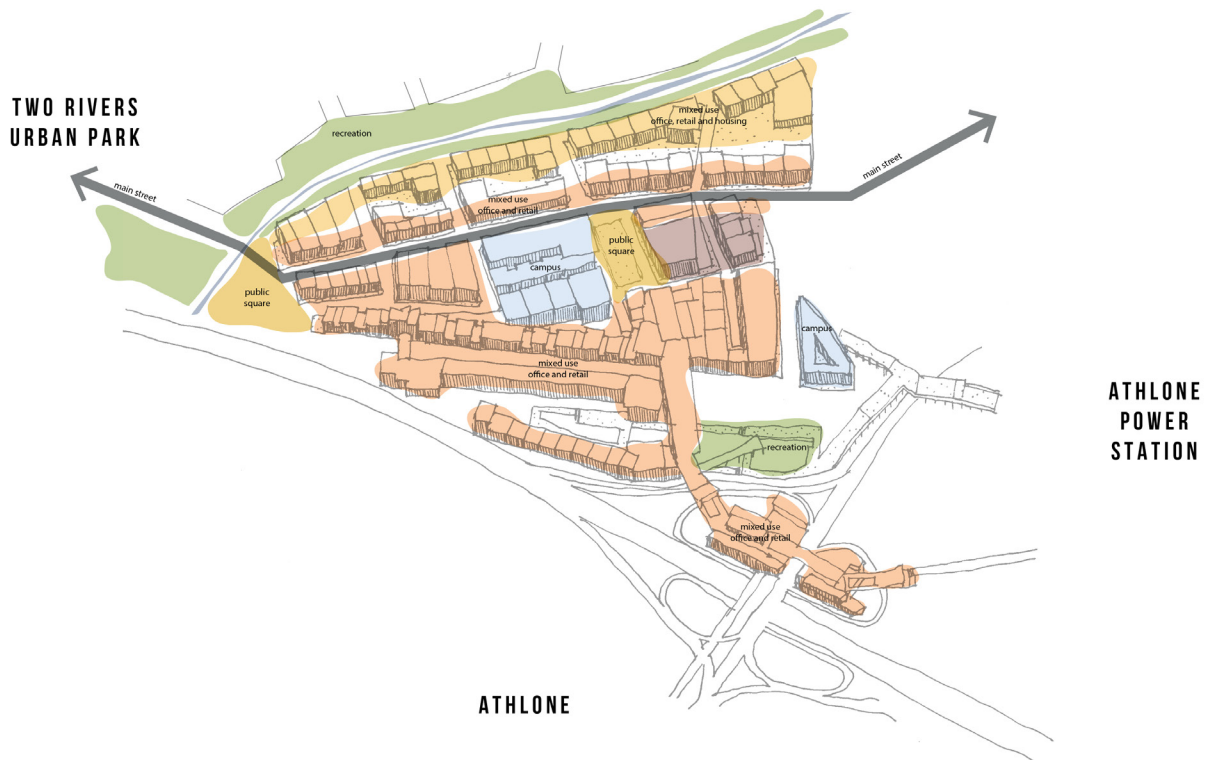 TWO RIVERS
URBAN PARK
main street
recreation
mixed use
office, retail and housing
main street
mixed use
office and retail
public
square
campus
public
square
campus
mixed use
office and retail
ATHLONE
POWER
STATION
recreation
mixed use
office and retail
ATHLONE